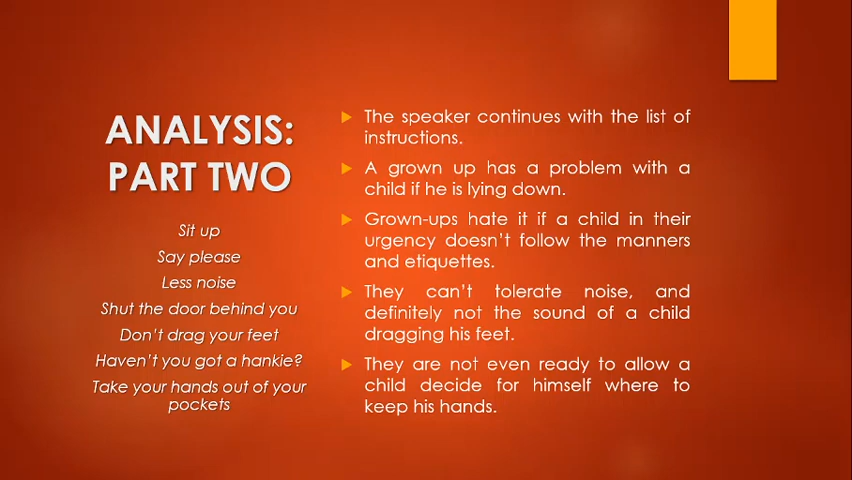 ANALYSIS:
PART TWO
Sit up
Say please
Less noise
Shut the door behind you
Don't drag your feet
Haven't you got a hankie?
Take your hands out of your
pockets
The speaker continues with the list of
instructions.
A grown up has a problem with a
child if he is lying down.
Grown-ups hate it if a child in their
urgency doesn't follow the manners
and etiquettes.
They can't tolerate noise, and
definitely not the sound of a child
dragging his feet.
They are not even ready to allow a
child decide for himself where to
keep his hands.